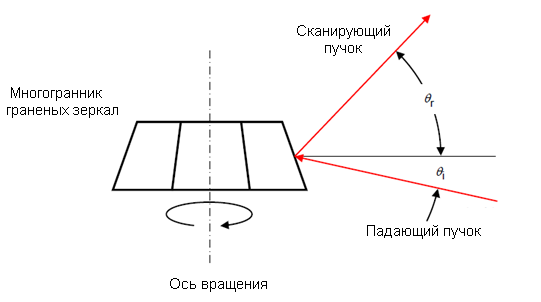 Сканирующий
пучок
Многогранник
граненых зеркал
θr
θi
Падающий пучок
Ось вращения